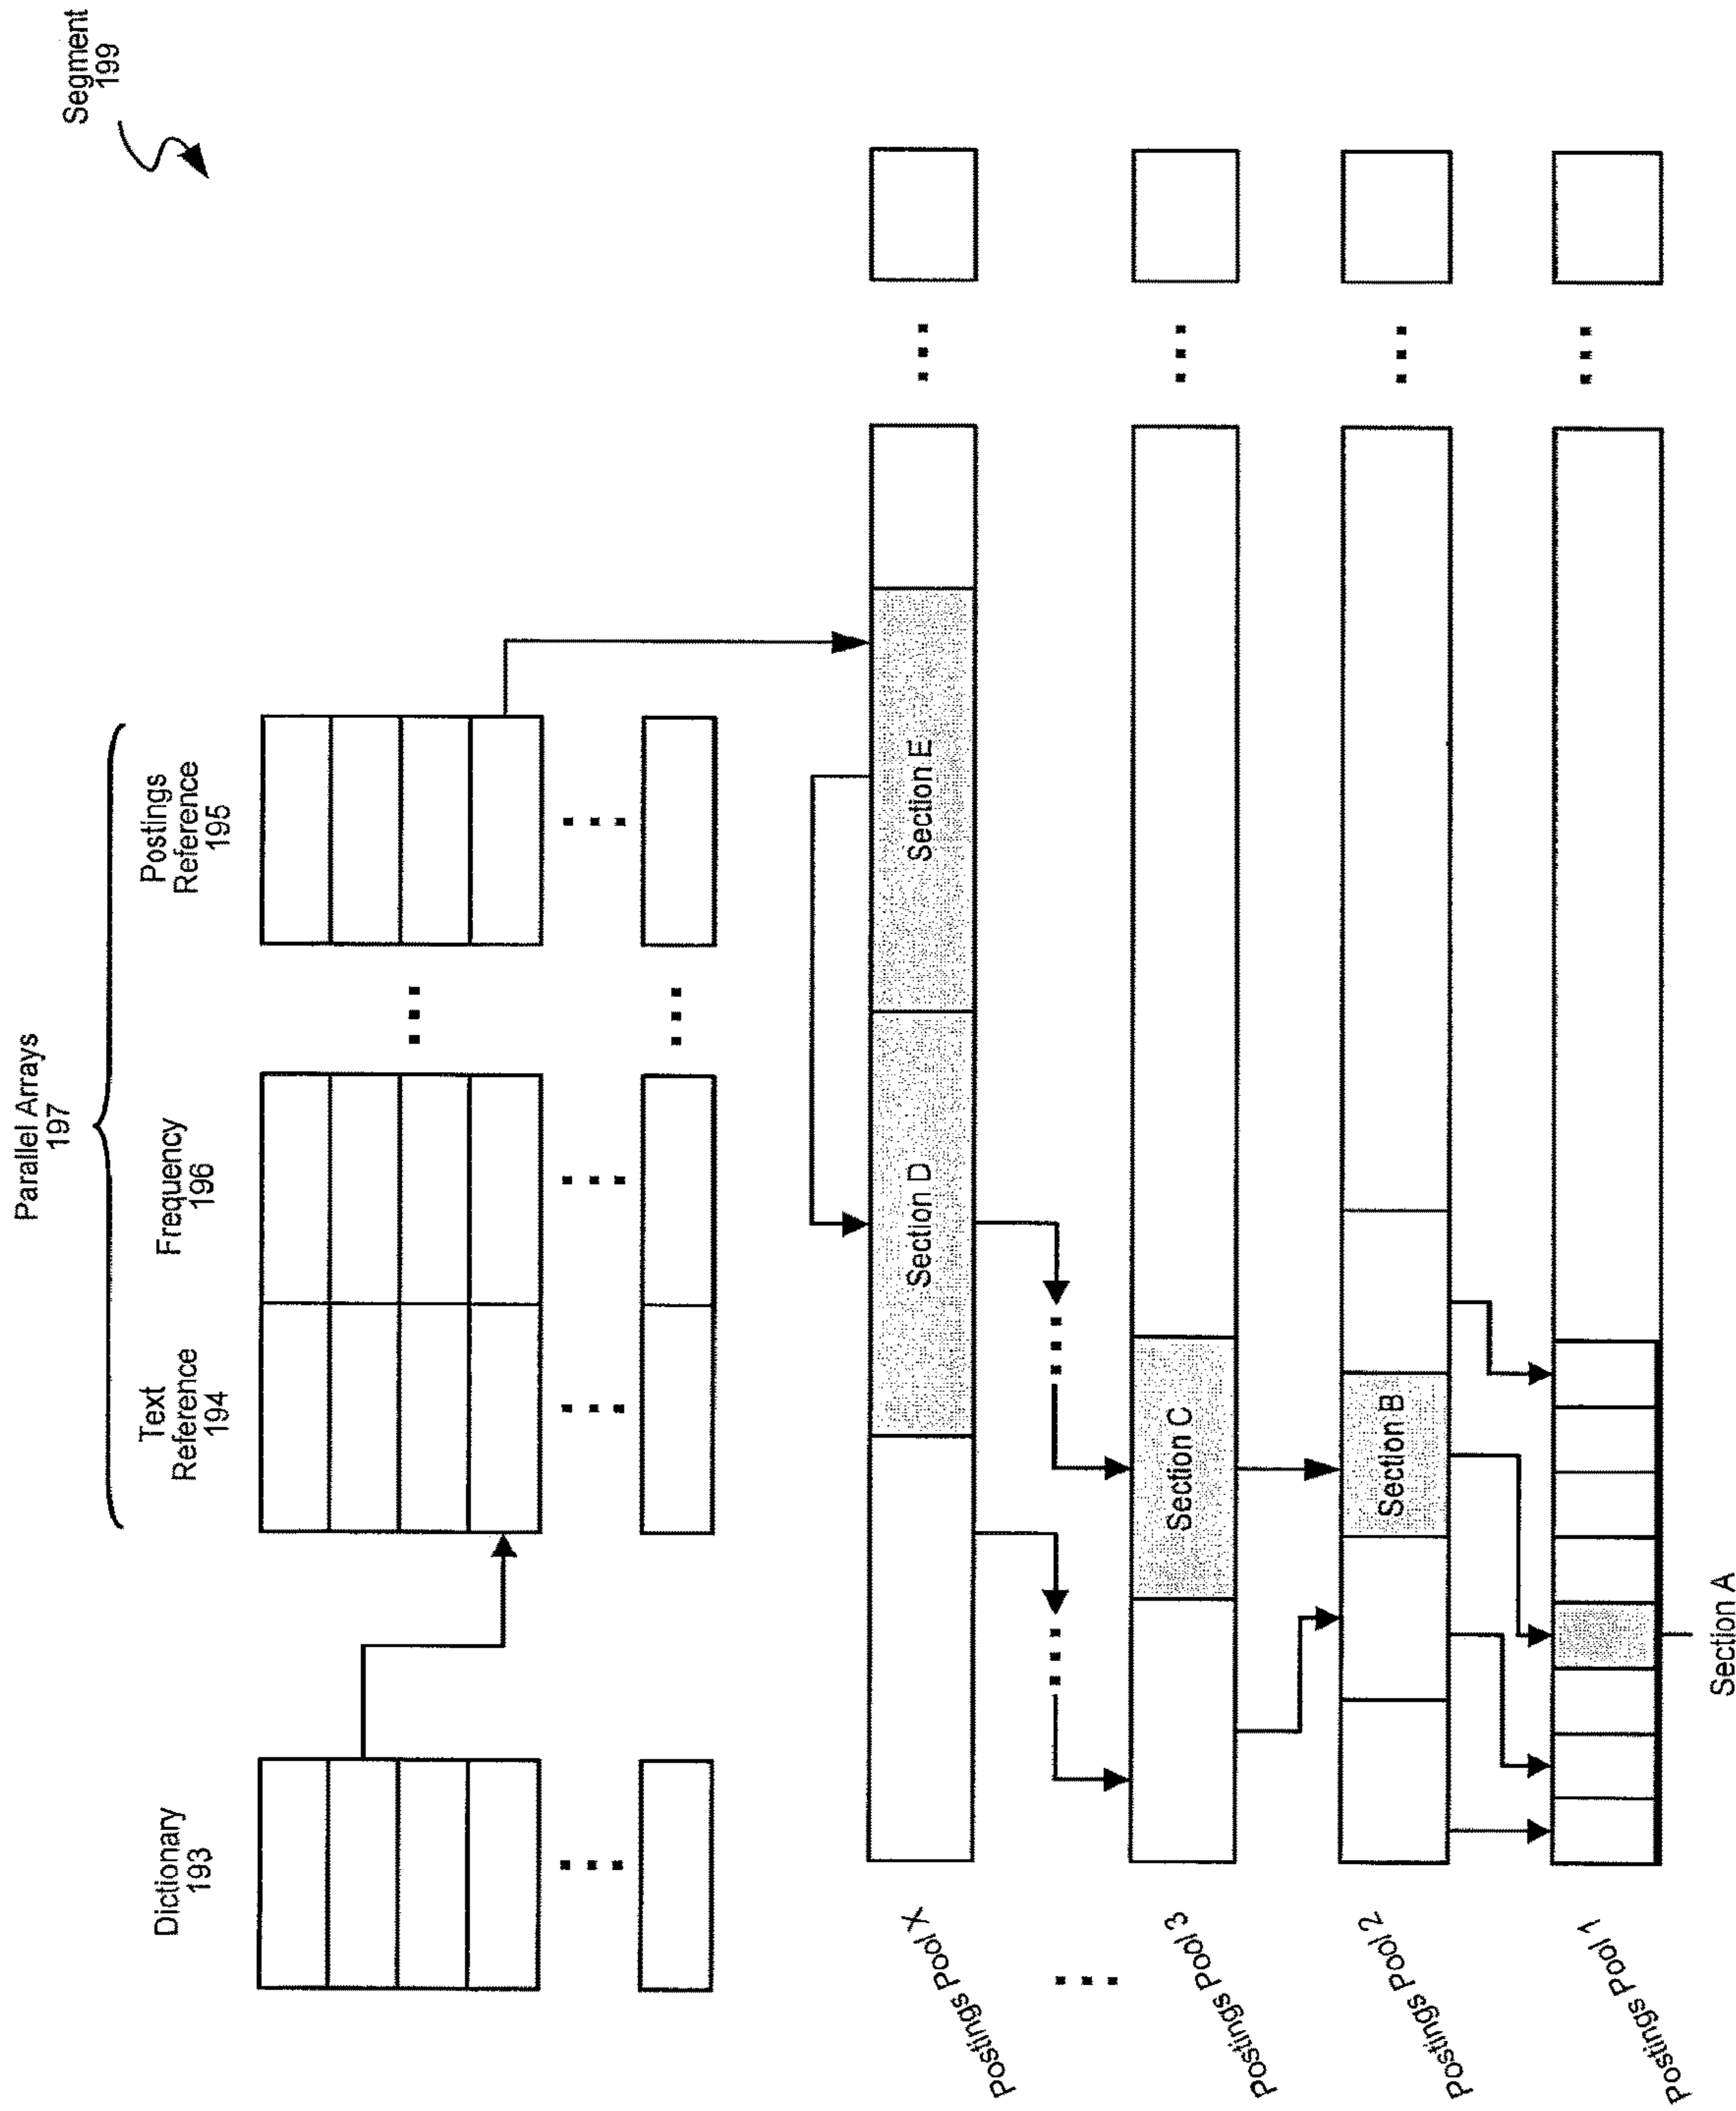 Segment
199
Parallel Arrays
197
Dictionary
193
Text
Reference
194
Frequency
196
Postings
Reference
195
Postings Pool X
Section D
Section E
Postings Pool 3
Section C
Postings Pool 2
Section B
Postings Pool 1
Section A